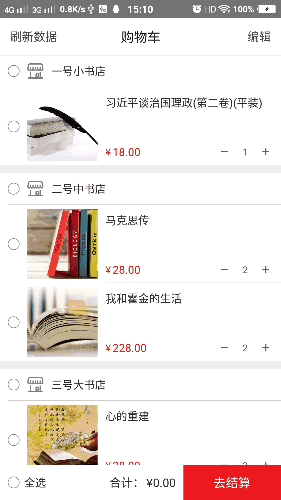 4G 3G 0.8K/s 15:10 HD 100%
刷新数据 购物车 编辑
一号小书店
习近平谈治国理政(第二卷)(平装)
¥18.00 − 1 +
二号中书店
马克思传
¥28.00 − 2 +
我和霍金的生活
¥228.00 − 2 +
三号大书店
心的重建
全选 合计：¥0.00 去结算